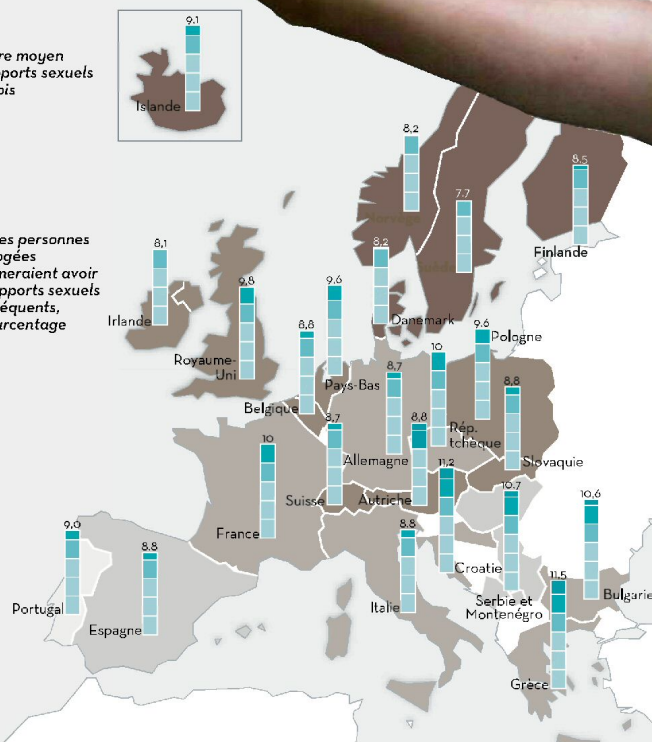 re moyen
ports sexuels
ois
9,1
Islande
8,2
Norvège
7,7
Suède
8,5
Finlande
es personnes
ogées
meraient avoir
pports sexuels
équents,
urcentage
8,1
Irlande
9,8
Royaume-
Uni
8,2
Danemark
9,6
Pays-Bas
8,8
Belgique
9,6
Pologne
10
Rép.
tchèque
8,7
Allemagne
8,8
Slovaquie
8,7
Suisse
8,8
Autriche
10
France
11,2
Croatie
10,7
Serbie et
Monténégro
10,6
Bulgarie
9,0
Portugal
8,8
Espagne
8,8
Italie
11,5
Grèce